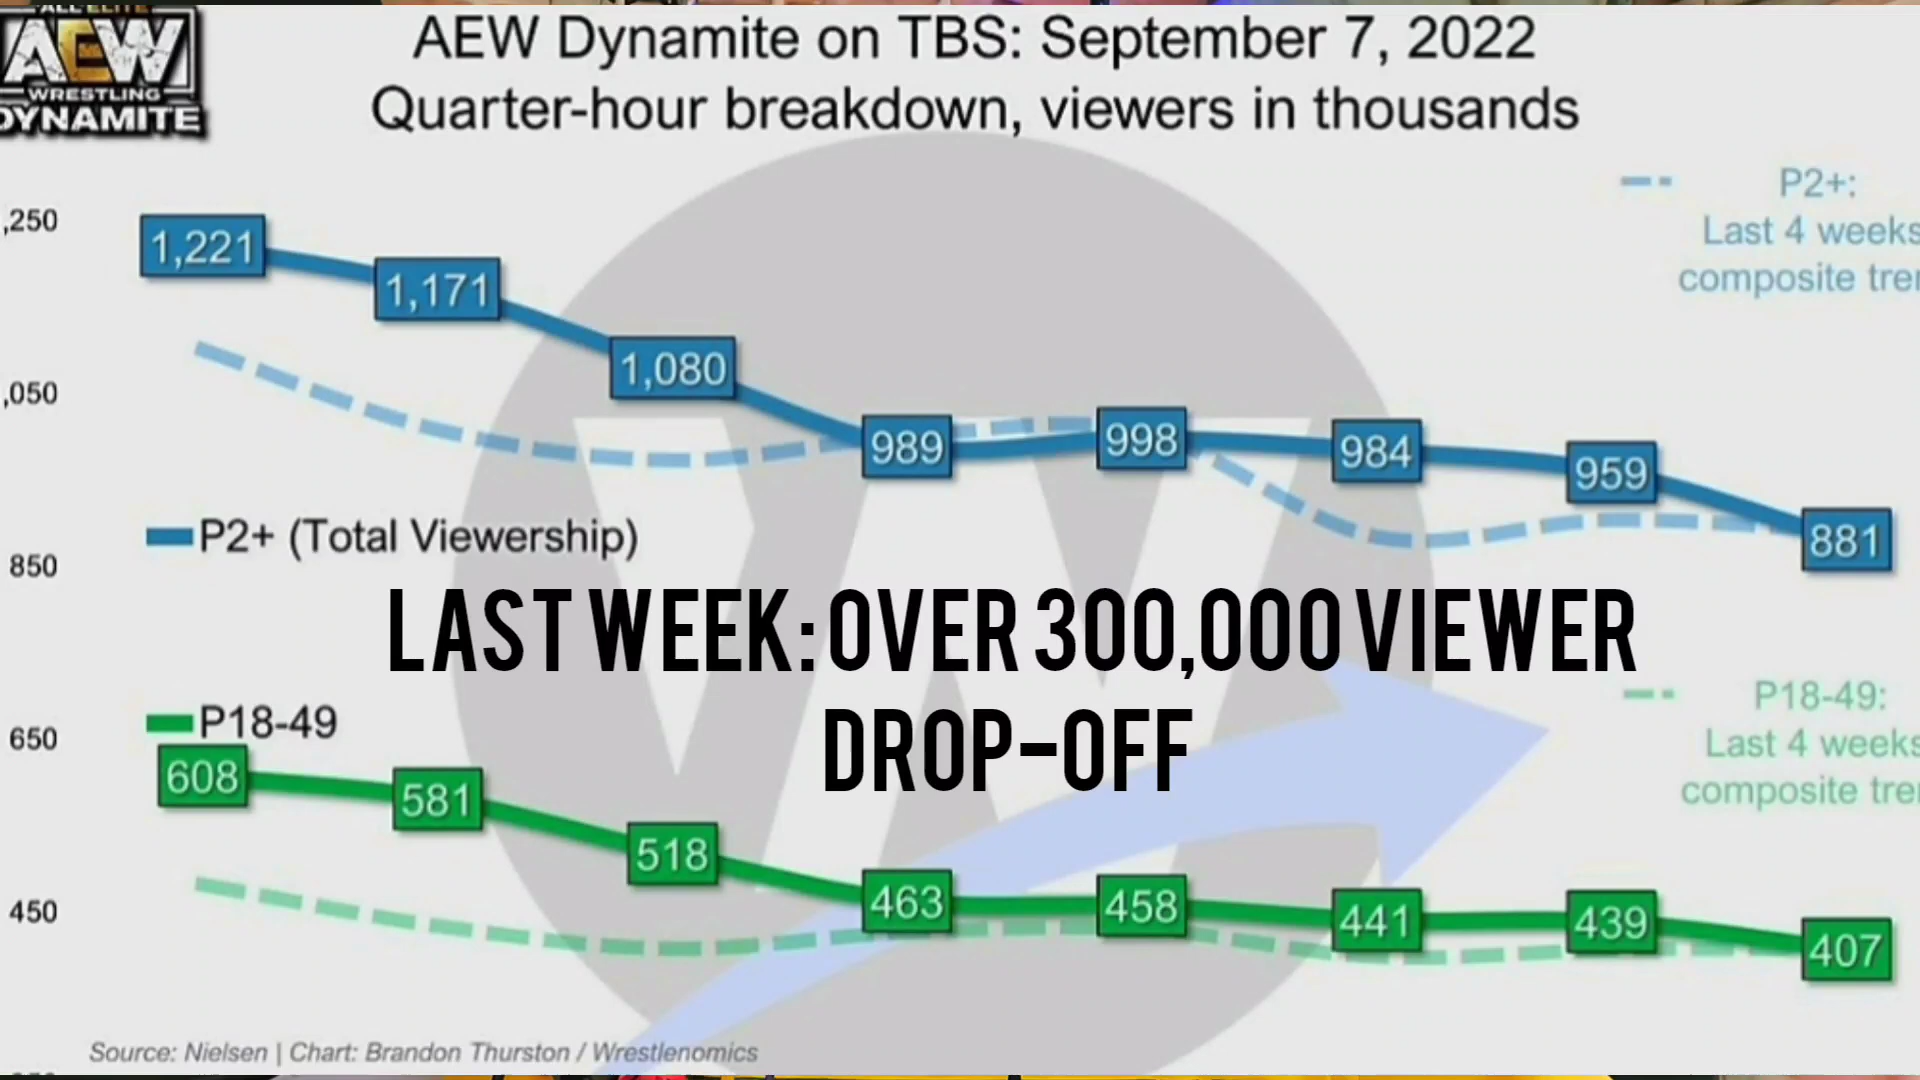 ALL ELITE
AEW
WRESTLING
DYNAMITE
AEW Dynamite on TBS: September 7, 2022
Quarter-hour breakdown, viewers in thousands
P2+:
Last 4 weeks
composite tre
,250
1,221
1,171
1,080
,050
989
998
984
959
881
P2+ (Total Viewership)
850
LAST WEEK: OVER 300,000 VIEWER
DROP-OFF
P18-49:
Last 4 weeks
composite tre
650
P18-49
608
581
518
463
458
441
439
407
450
Source: Nielsen | Chart: Brandon Thurston / Wrestlenomics